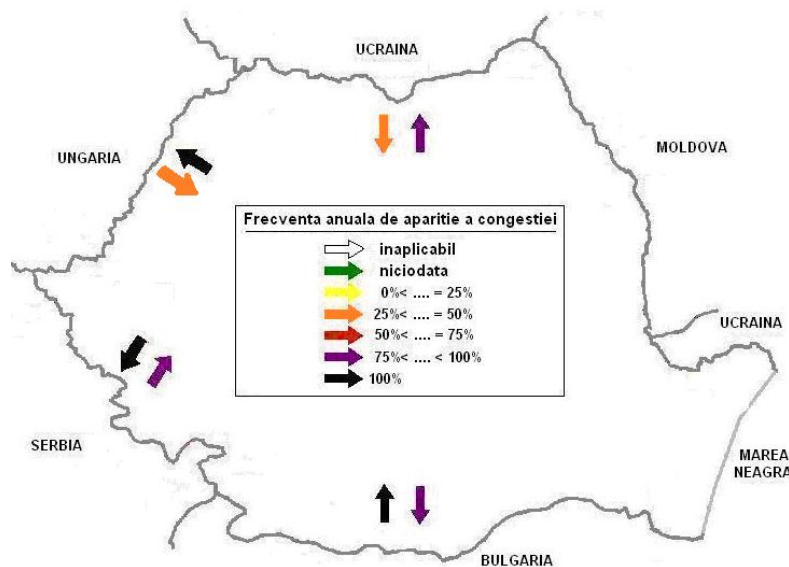 UCRAINA
UNGARIA
MOLDOVA
Frecventa anuala de aparitie a congestiei
inaplicabil
niciodata
0%< .... = 25%
25%< .... = 50%
50%< .... = 75%
75%< .... < 100%
100%
UCRAINA
SERBIA
MAREA
NEAGRA
BULGARIA